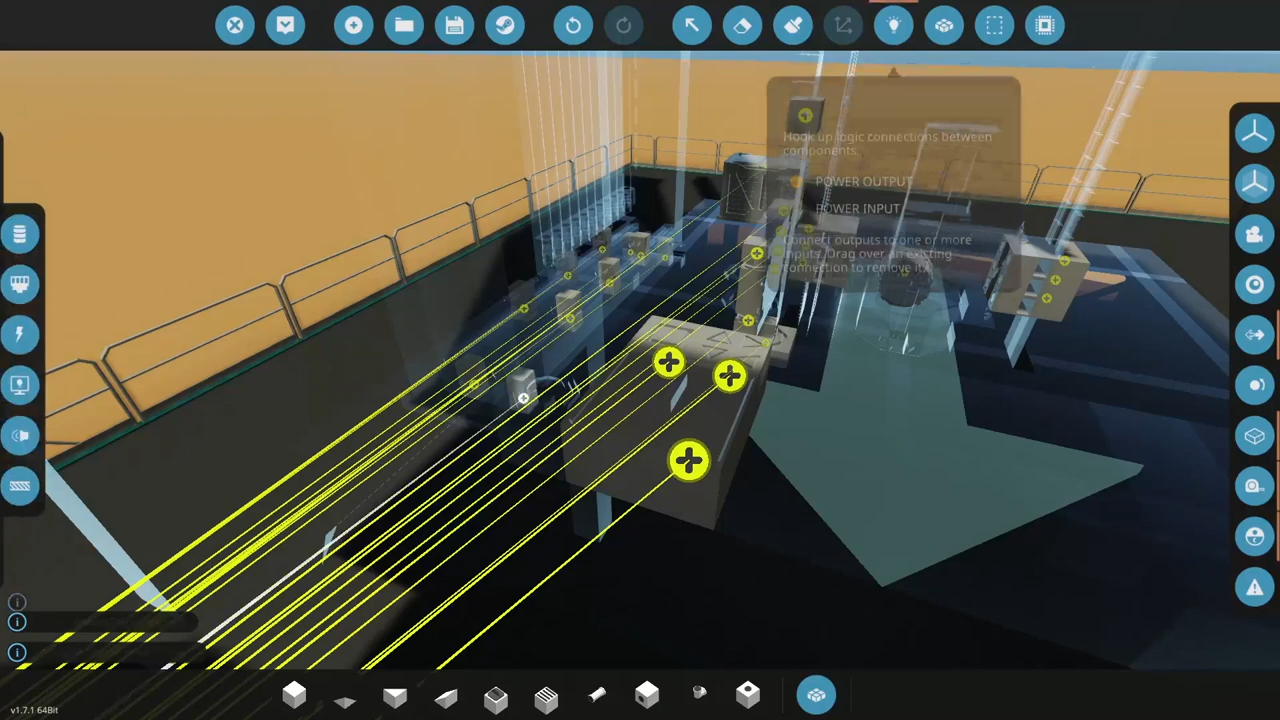 Hook up logic connections between
components.
POWER OUTPUT
POWER INPUT
Connect outputs to one or more
inputs. Drag over an existing
connection to remove it.
v1.7.1 64Bit